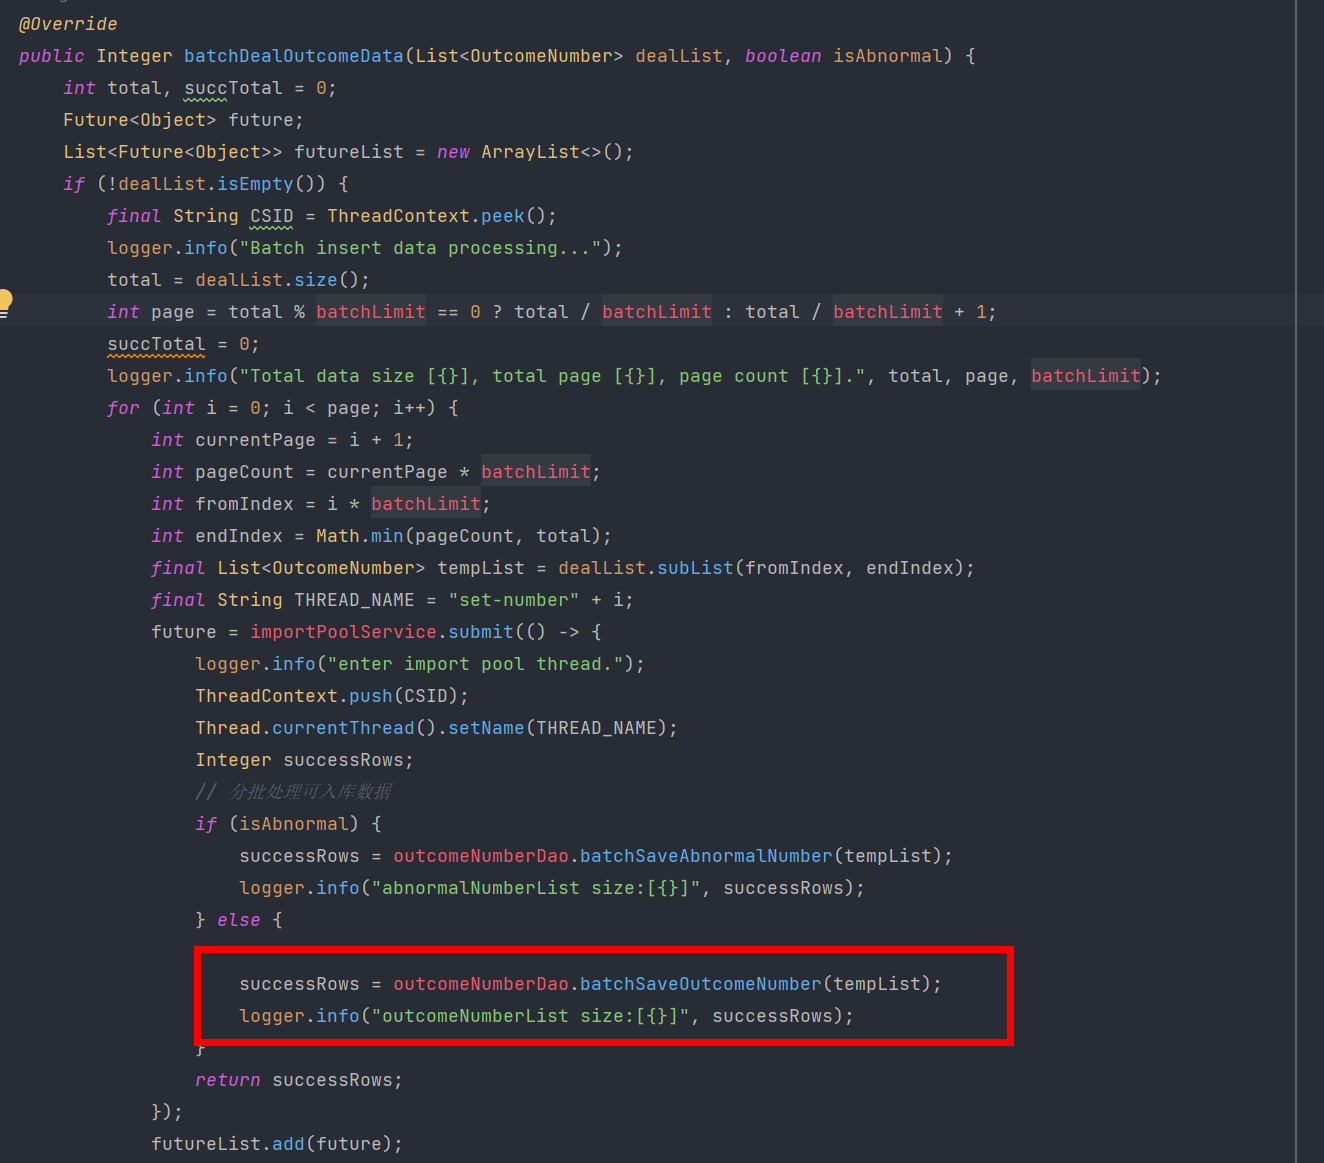 @Override
public Integer batchDealOutcomeData(List<OutcomeNumber> dealList, boolean isAbnormal) {
int total, succTotal = 0;
Future<Object> future;
List<Future<Object>> futureList = new ArrayList<>();
if (!dealList.isEmpty()) {
final String CSID = ThreadContext.peek();
logger.info("Batch insert data processing...");
total = dealList.size();
int page = total % batchLimit == 0 ? total / batchLimit : total / batchLimit + 1;
succTotal = 0;
logger.info("Total data size [{}], total page [{}], page count [{}].", total, page, batchLimit);
for (int i = 0; i < page; i++) {
int currentPage = i + 1;
int pageCount = currentPage * batchLimit;
int fromIndex = i * batchLimit;
int endIndex = Math.min(pageCount, total);
final List<OutcomeNumber> tempList = dealList.subList(fromIndex, endIndex);
final String THREAD_NAME = "set-number" + i;
future = importPoolService.submit(() -> {
logger.info("enter import pool thread.");
ThreadContext.push(CSID);
Thread.currentThread().setName(THREAD_NAME);
Integer successRows;
// 分批处理可入库数据
if (isAbnormal) {
successRows = outcomeNumberDao.batchSaveAbnormalNumber(tempList);
logger.info("abnormalNumberList size:[{}]", successRows);
} else {
successRows = outcomeNumberDao.batchSaveOutcomeNumber(tempList);
logger.info("outcomeNumberList size:[{}]", successRows);
}
return successRows;
});
futureList.add(future);